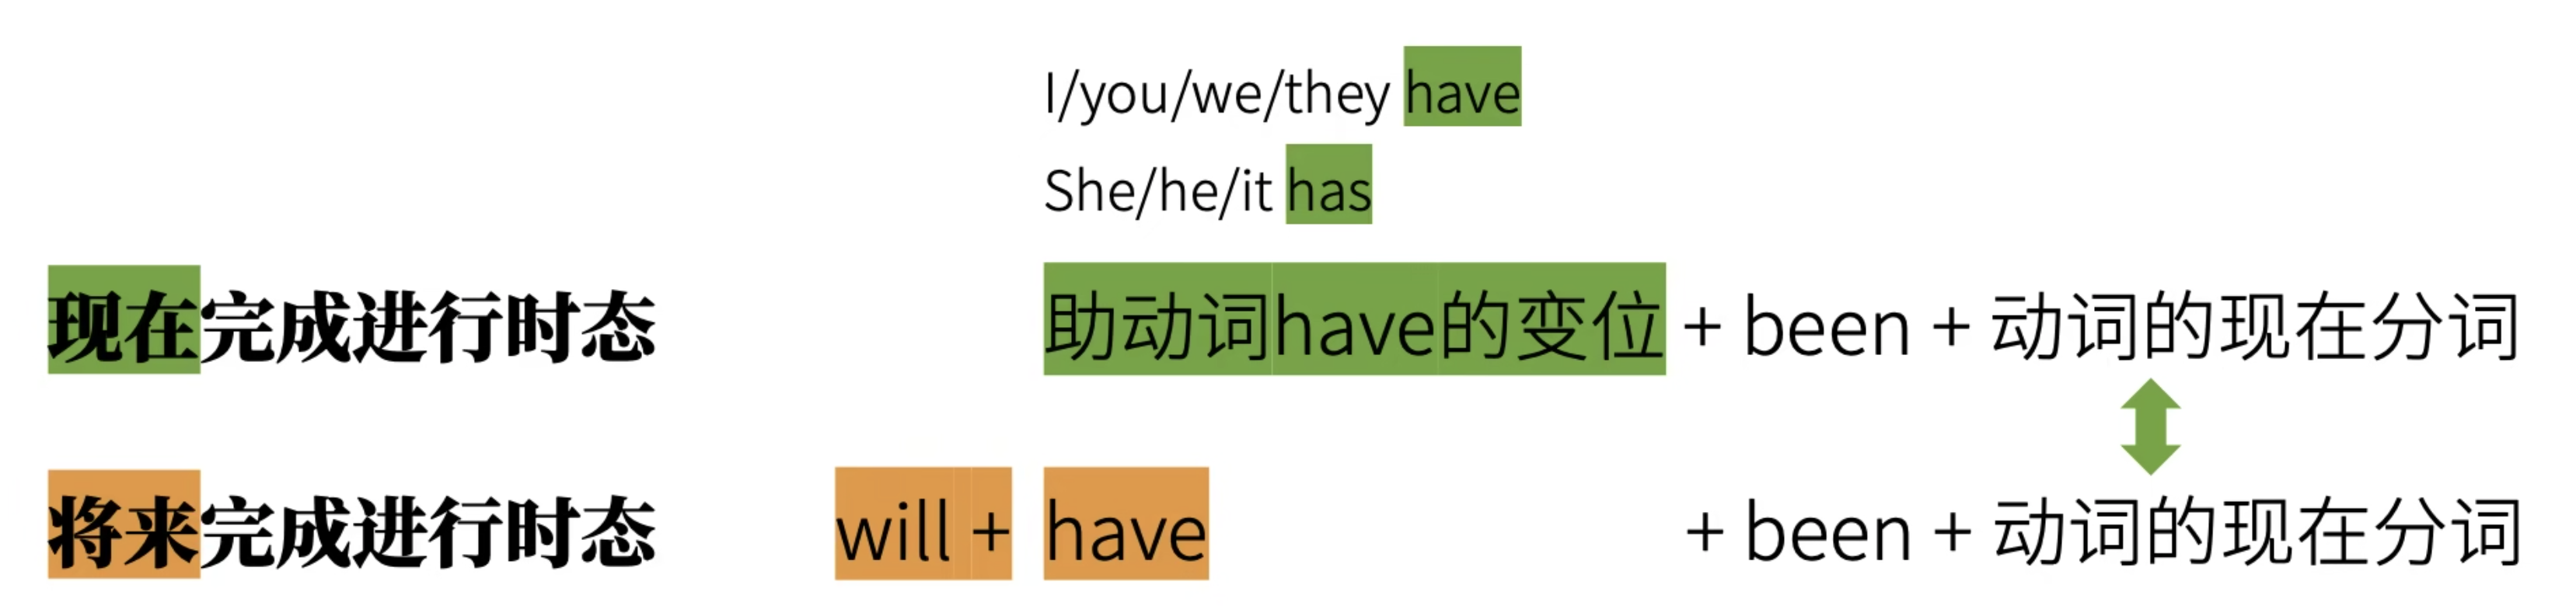 I/you/we/they have
She/he/it has
现在完成进行时态 助动词have的变位 + been + 动词的现在分词
将来完成进行时态 will + have + been + 动词的现在分词